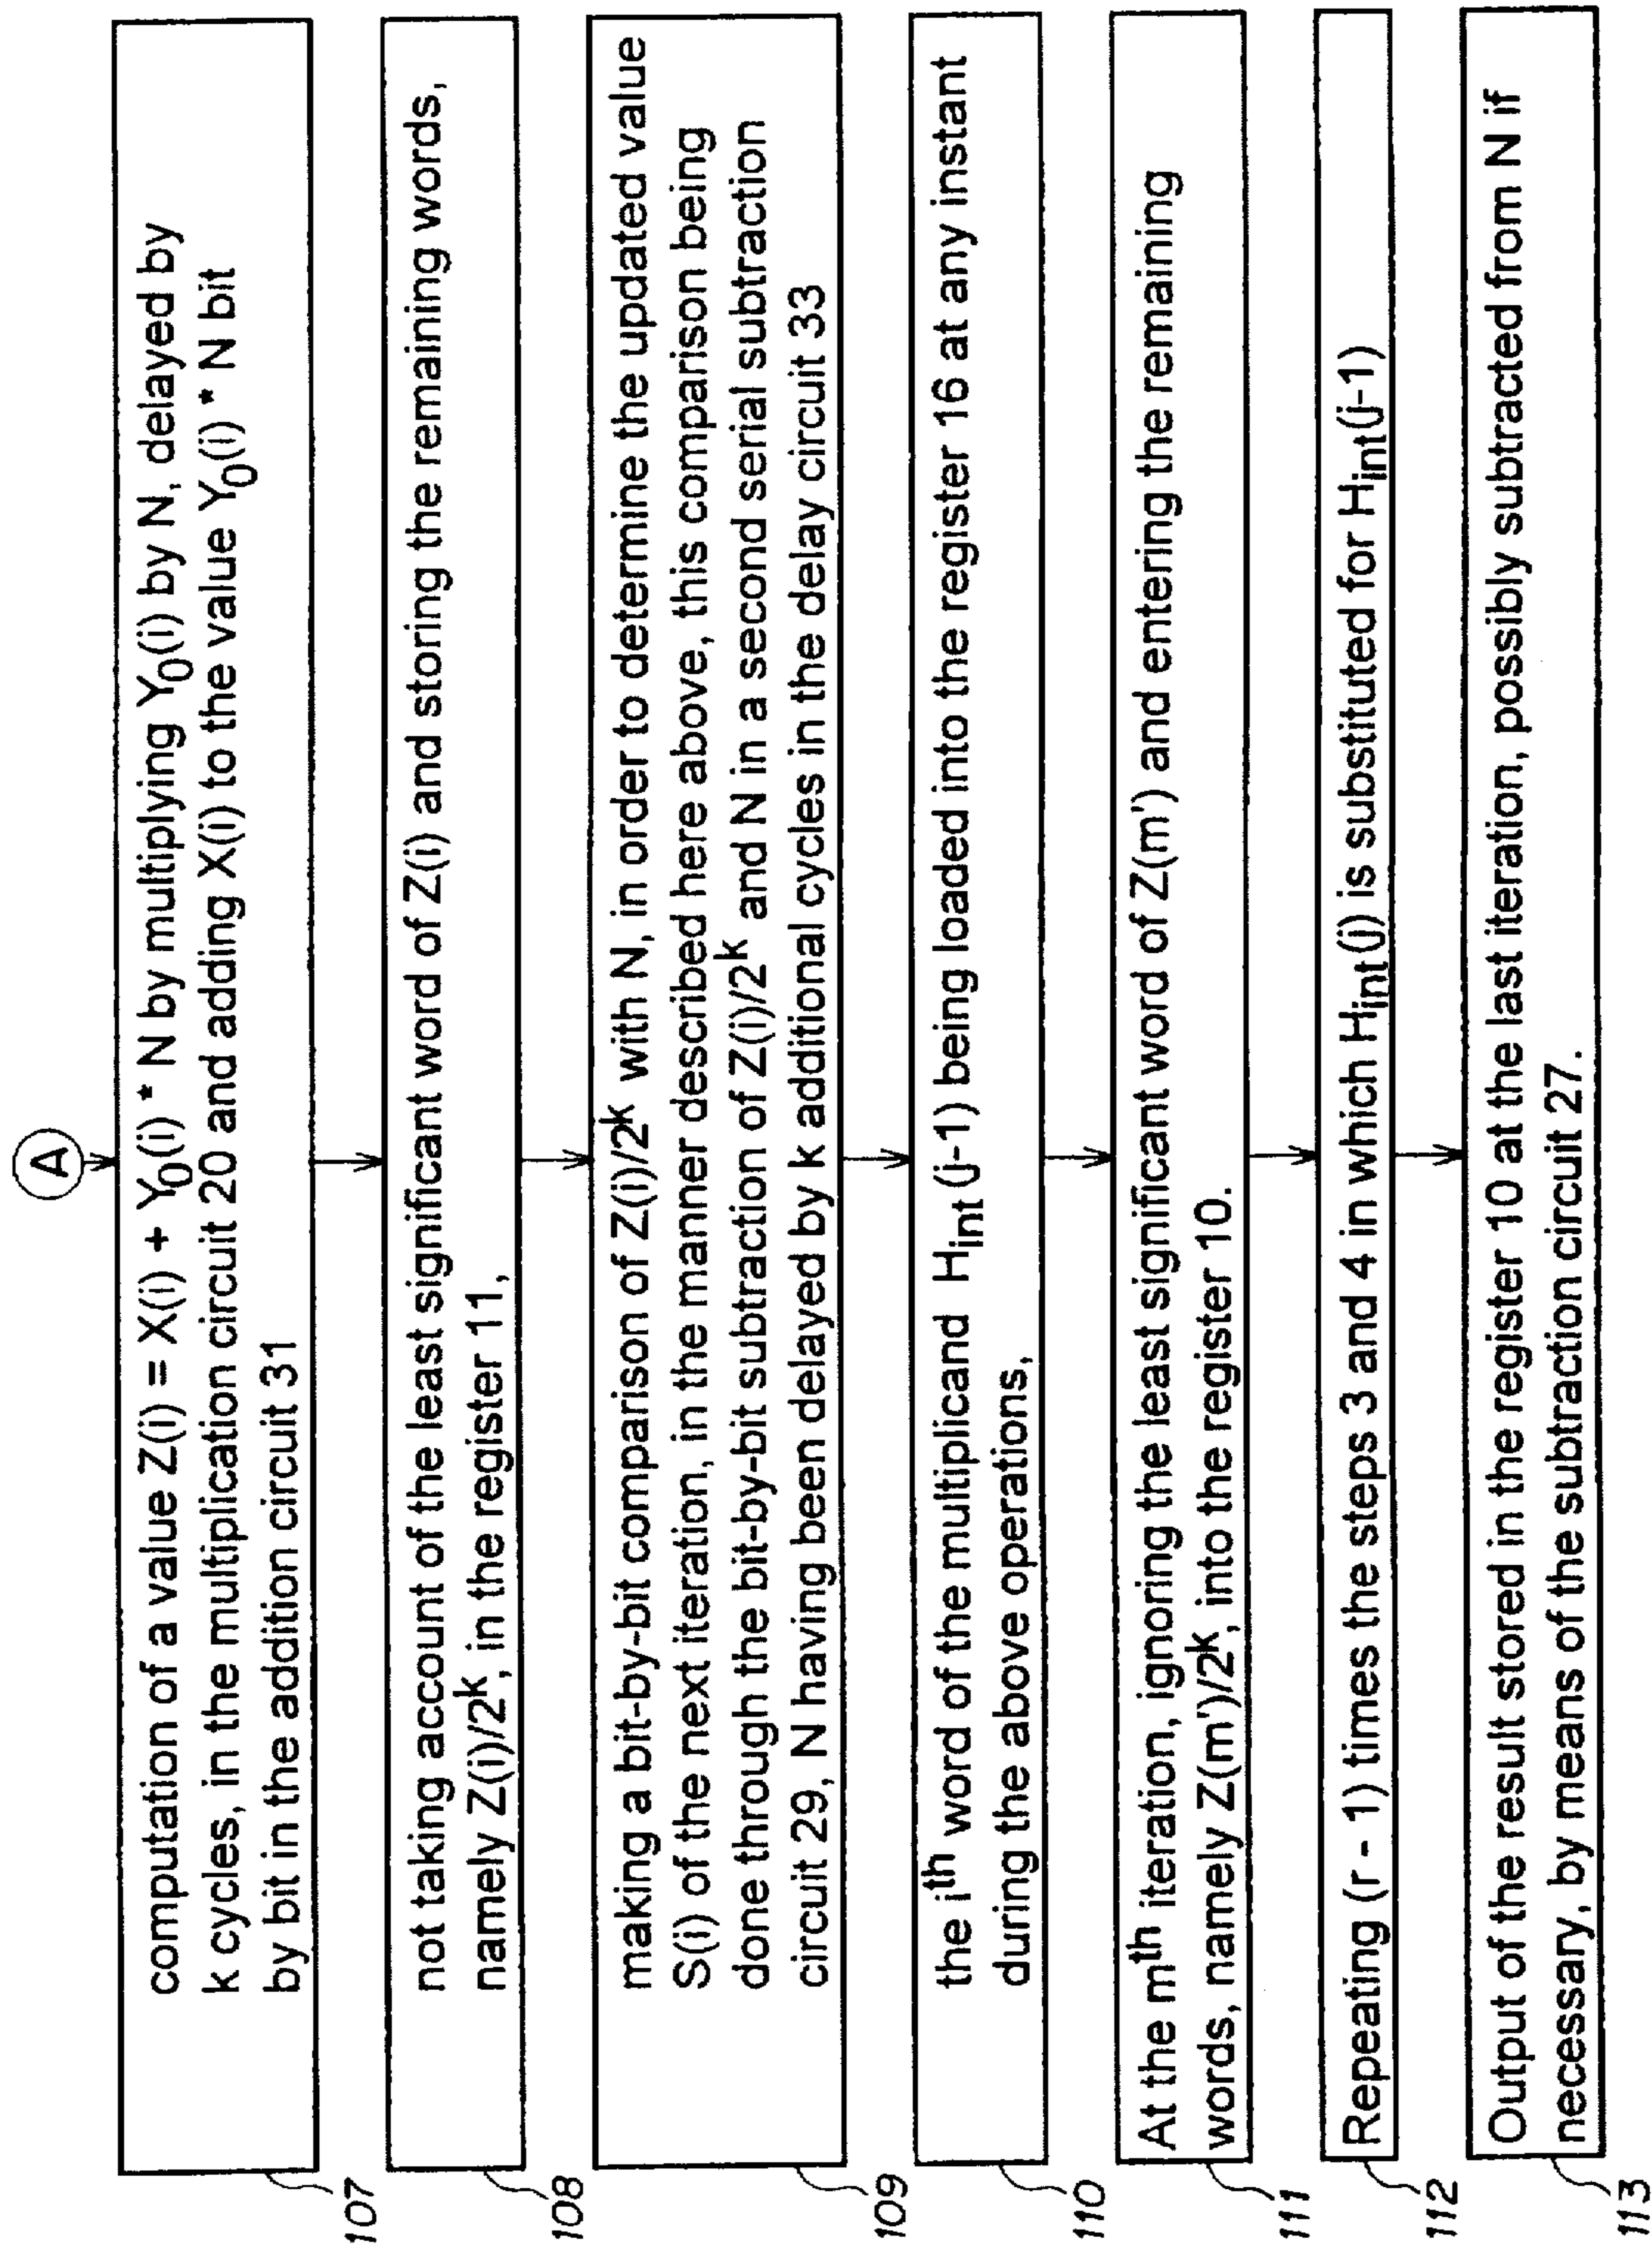 A
computation of a value Z(i) = X(i) + Y₀(i) * N by multiplying Y₀(i) by N, delayed by
k cycles, in the multiplication circuit 20 and adding X(i) to the value Y₀(i) * N bit
by bit in the addition circuit 31
107
not taking account of the least significant word of Z(i) and storing the remaining words,
namely Z(i)/2ᵏ, in the register 11,
108
making a bit-by-bit comparison of Z(i)/2ᵏ with N, in order to determine the updated value
S(i) of the next iteration, in the manner described here above, this comparison being
done through the bit-by-bit subtraction of Z(i)/2ᵏ and N in a second serial subtraction
circuit 29, N having been delayed by k additional cycles in the delay circuit 33
109
the iᵗʰ word of the multiplicand H_int(j-1) being loaded into the register 16 at any instant
during the above operations,
110
At the mᵗʰ iteration, ignoring the least significant word of Z(m') and entering the remaining
words, namely Z(m')/2ᵏ, into the register 10.
111
Repeating (r - 1) times the steps 3 and 4 in which H_int(j) is substituted for H_int(j-1)
112
Output of the result stored in the register 10 at the last iteration, possibly subtracted from N if
necessary, by means of the subtraction circuit 27.
113